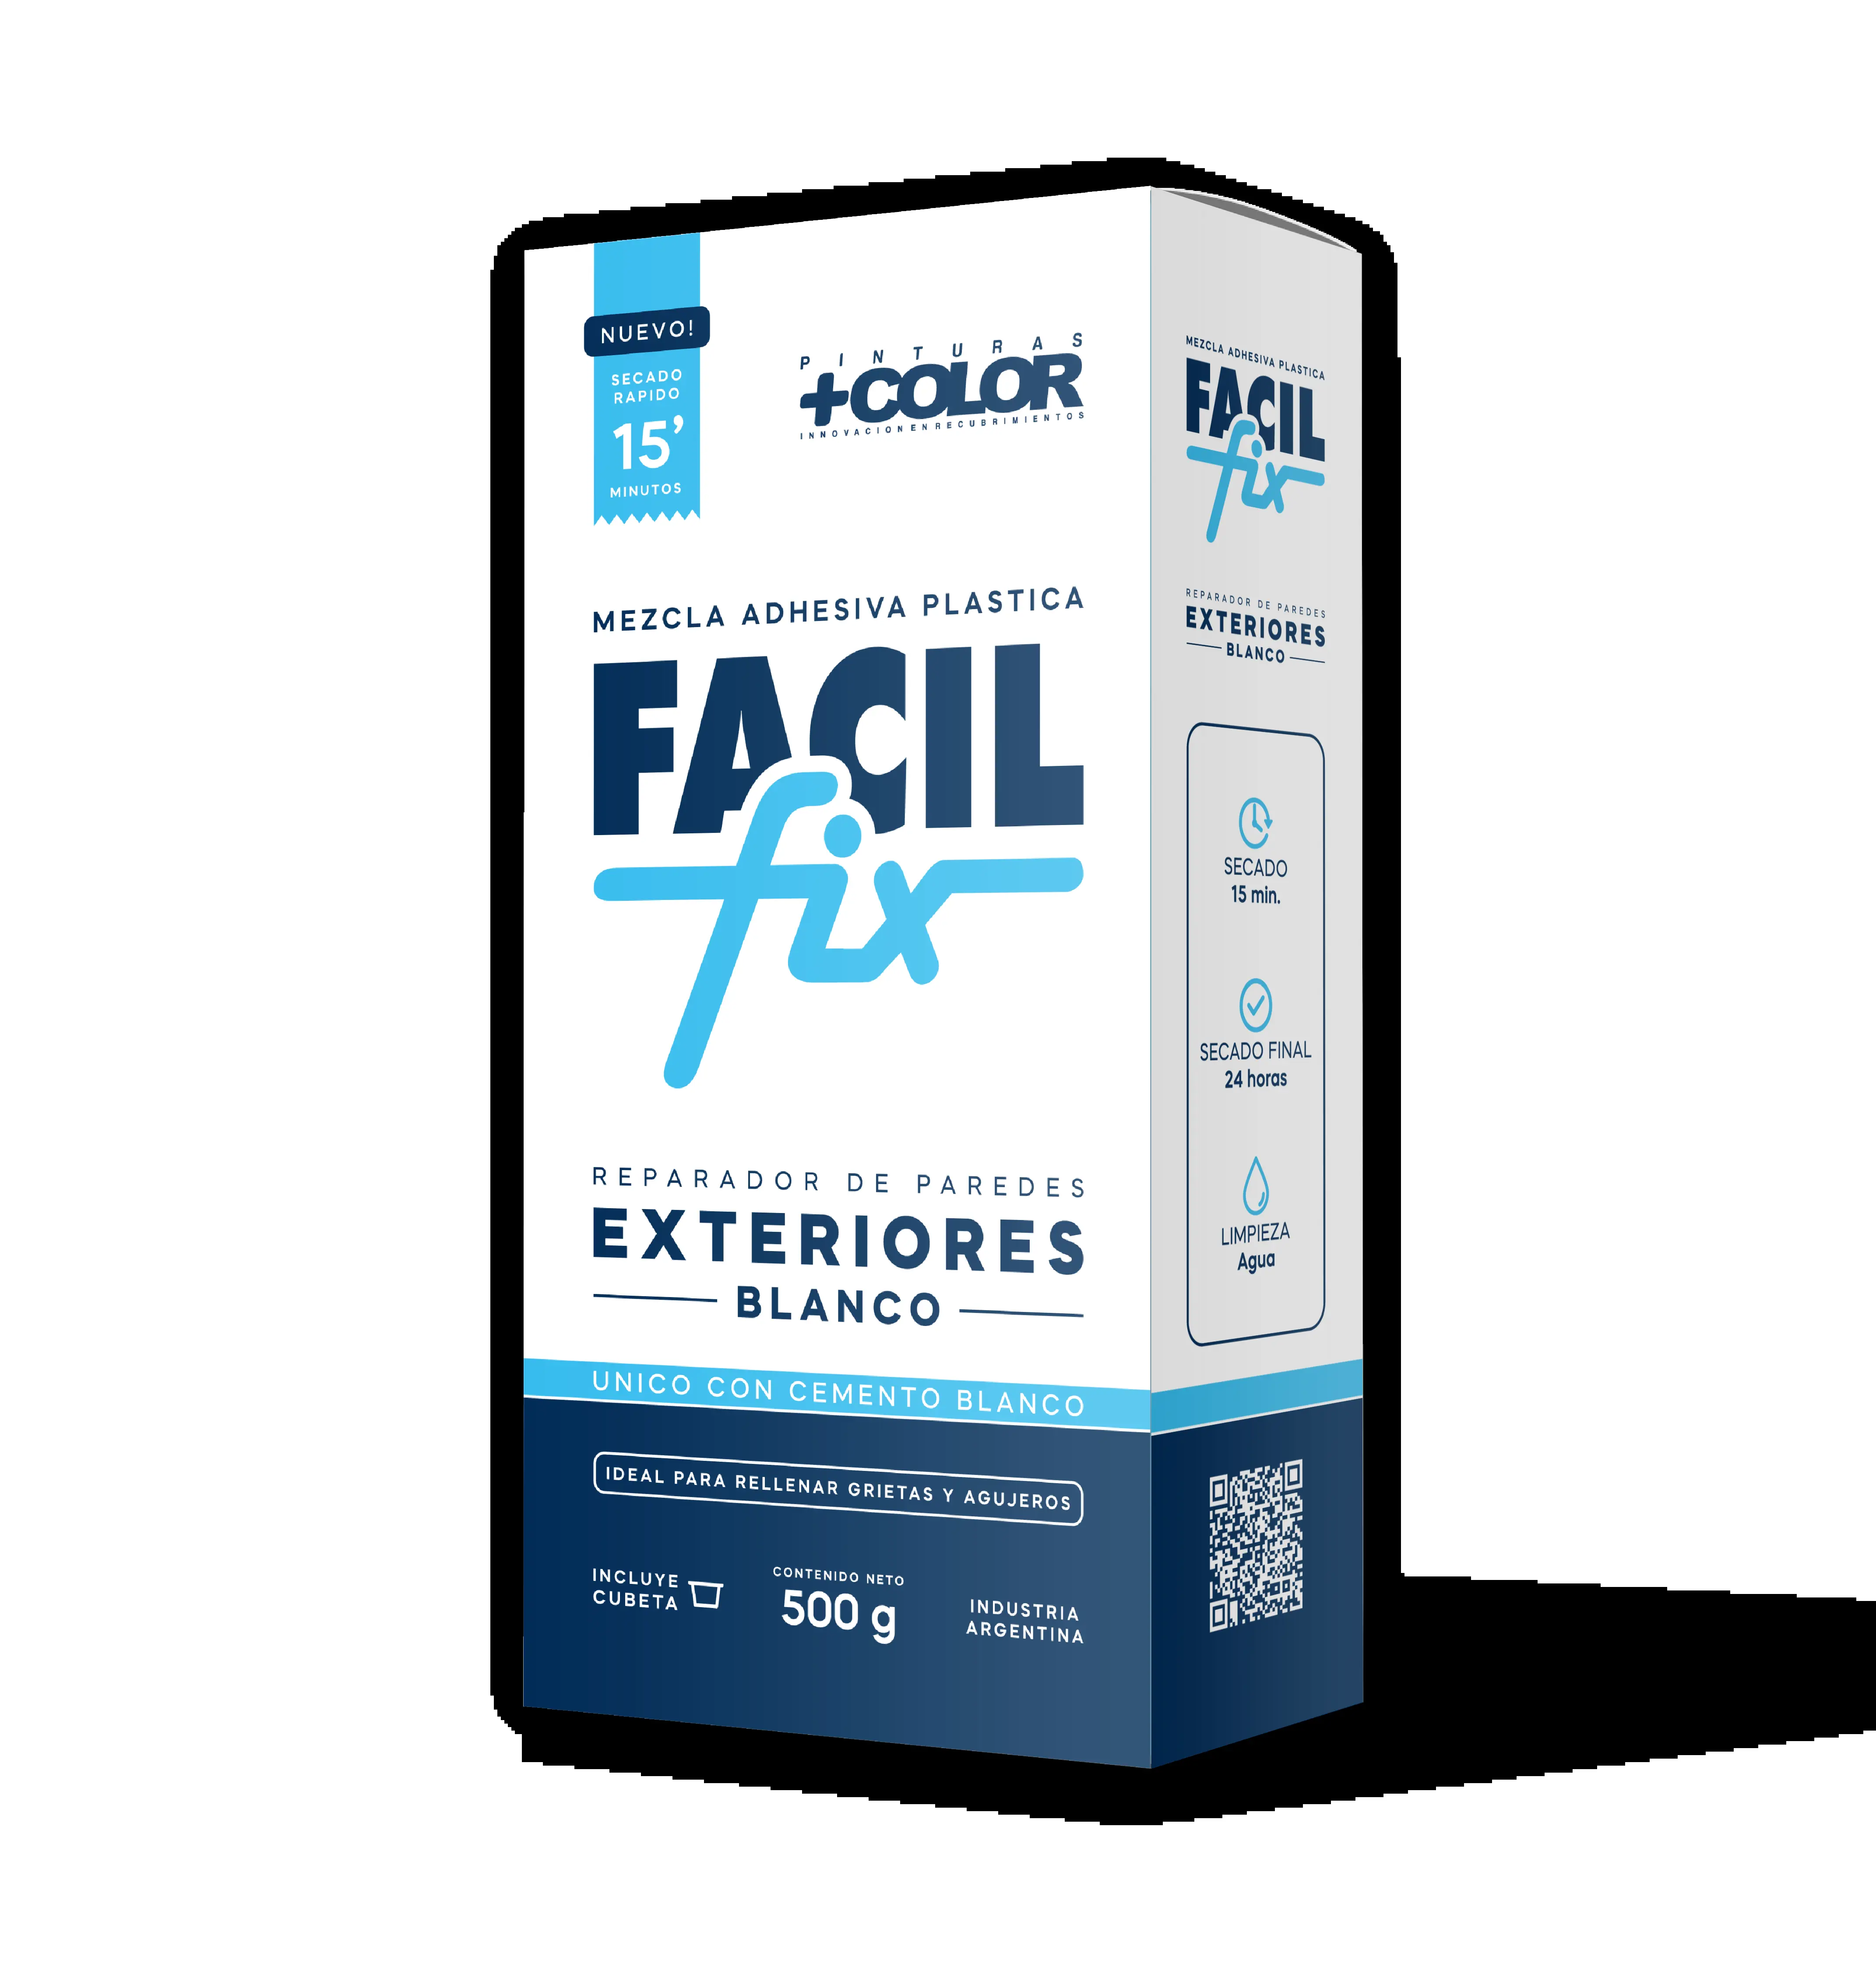 NUEVO!
SECADO
RAPIDO
15'
MINUTOS
PINTURAS
+COLOR
INNOVACION EN RECUBRIMIENTOS
MEZCLA ADHESIVA PLASTICA
FACIL
fix
REPARADOR DE PAREDES
EXTERIORES
BLANCO
UNICO CON CEMENTO BLANCO
IDEAL PARA RELLENAR GRIETAS Y AGUJEROS
INCLUYE
CUBETA
CONTENIDO NETO
500 g
INDUSTRIA
ARGENTINA
MEZCLA ADHESIVA PLASTICA
FACIL
fix
REPARADOR DE PAREDES
EXTERIORES
BLANCO
SECADO
15 min.
SECADO FINAL
24 horas
LIMPIEZA
Agua